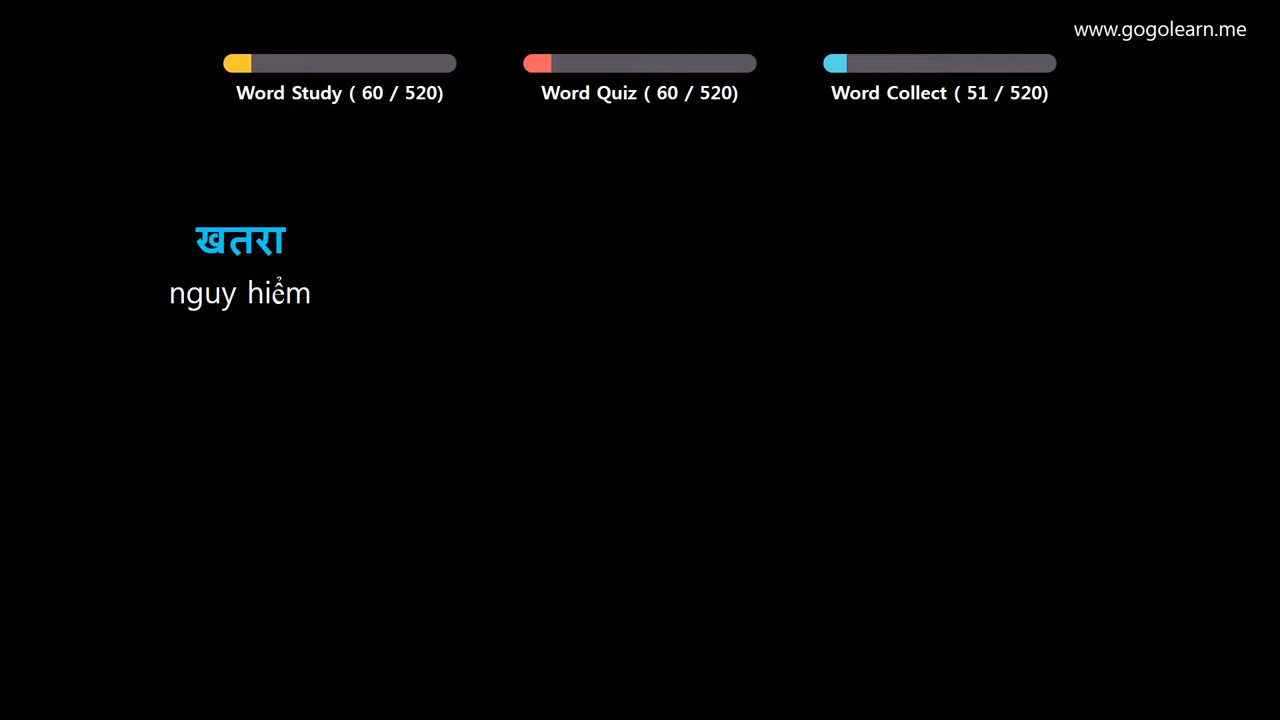 www.gogolearn.me
Word Study ( 60 / 520)
Word Quiz ( 60 / 520)
Word Collect ( 51 / 520)
खतरा
nguy hiểm